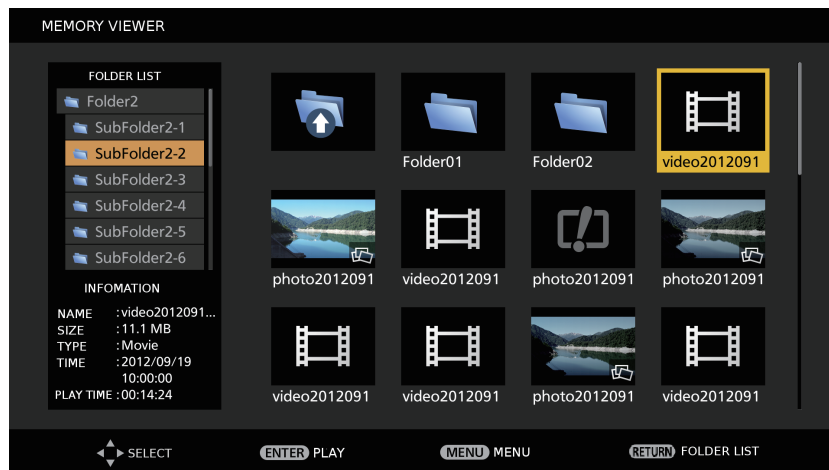 MEMORY VIEWER
FOLDER LIST
Folder2
SubFolder2-1
SubFolder2-2
SubFolder2-3
SubFolder2-4
SubFolder2-5
SubFolder2-6
INFOMATION
NAME :video2012091...
SIZE :11.1 MB
TYPE :Movie
TIME :2012/09/19
10:00:00
PLAY TIME :00:14:24
Folder01 Folder02 video2012091
photo2012091 video2012091 photo2012091 photo2012091
video2012091 video2012091 photo2012091 video2012091
SELECT ENTER PLAY MENU MENU RETURN FOLDER LIST